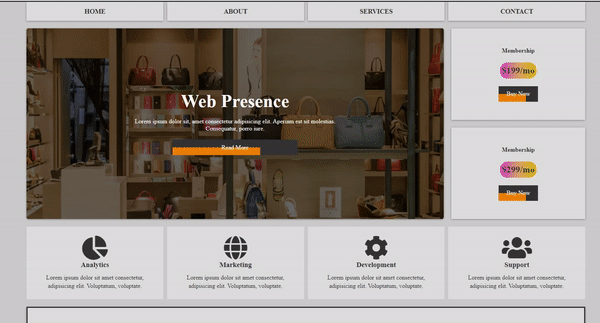 HOME
ABOUT
SERVICES
CONTACT
Web Presence
Lorem ipsum dolor sit, amet consectetur adipisicing elit. Aperiam est sit molestias.
Consequatur, porro iure.
Read More
Membership
$199/mo
Buy Now
Membership
$299/mo
Buy Now
Analytics
Lorem ipsum dolor sit amet consectetur,
adipisicing elit. Voluptatum, voluptate.
Marketing
Lorem ipsum dolor sit amet consectetur,
adipisicing elit. Voluptatum, voluptate.
Development
Lorem ipsum dolor sit amet consectetur,
adipisicing elit. Voluptatum, voluptate.
Support
Lorem ipsum dolor sit amet consectetur,
adipisicing elit. Voluptatum, voluptate.